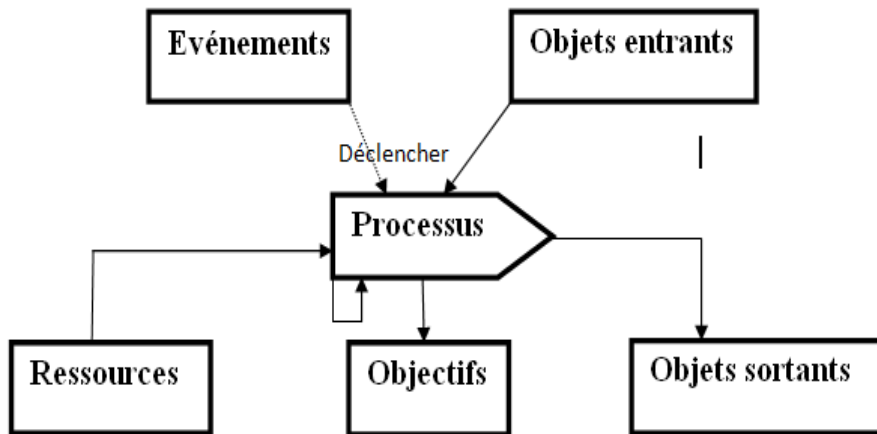 Evénements
Objets entrants
Déclencher
Processus
Ressources
Objectifs
Objets sortants